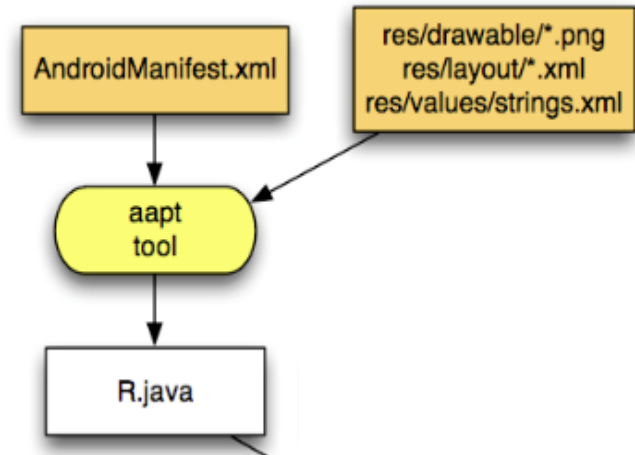 AndroidManifest.xml
res/drawable/*.png
res/layout/*.xml
res/values/strings.xml
aapt
tool
R.java